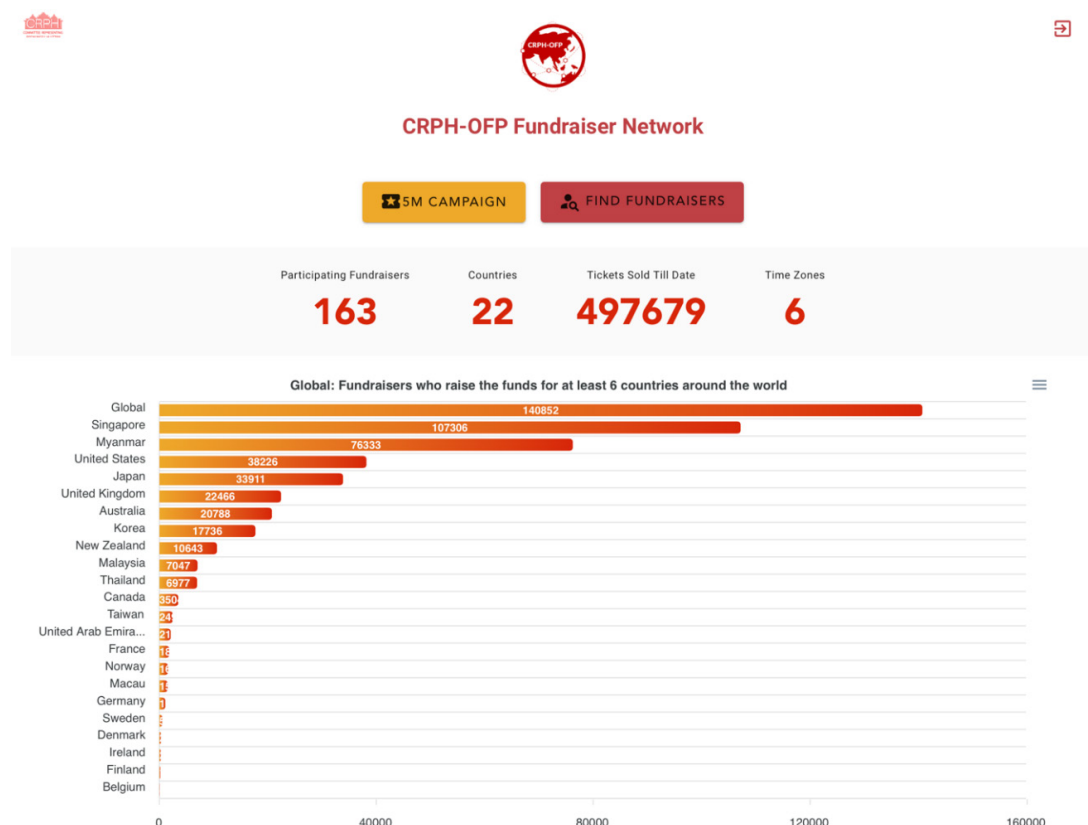 CRPH
CRPH-OFP
CRPH-OFP Fundraiser Network
5M CAMPAIGN
FIND FUNDRAISERS
Participating Fundraisers
163
Countries
22
Tickets Sold Till Date
497679
Time Zones
6
Global: Fundraisers who raise the funds for at least 6 countries around the world
Global 140852
Singapore 107306
Myanmar 76333
United States 38226
Japan 33911
United Kingdom 22466
Australia 20788
Korea 17736
New Zealand 10643
Malaysia 7047
Thailand 6977
Canada
Taiwan
United Arab Emira...
France
Norway
Macau
Germany
Sweden
Denmark
Ireland
Finland
Belgium
0 40000 80000 120000 160000